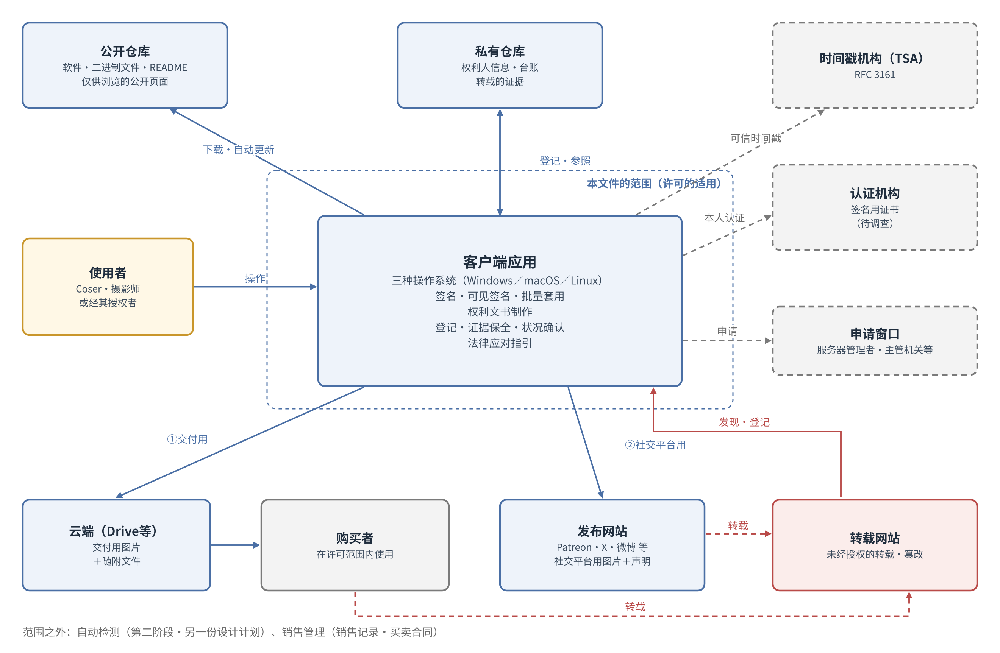 公开仓库
软件・二进制文件・README
仅供浏览的公开页面
私有仓库
权利人信息・台账
转载的证据
时间戳机构（TSA）
RFC 3161
可信时间戳
下载・自动更新
登记・参照
本文件的范围（许可的适用）
认证机构
签名用证书
（待调查）
本人认证
使用者
Coser・摄影师
或经其授权者
操作
客户端应用
三种操作系统（Windows／macOS／Linux）
签名・可见签名・批量套用
权利文书制作
登记・证据保全・状况确认
法律应对指引
申请
申请窗口
服务器管理者・主管机关等
发现・登记
①交付用
②社交平台用
云端（Drive等）
交付用图片
＋随附文件
购买者
在许可范围内使用
发布网站
Patreon・X・微博 等
社交平台用图片＋声明
转载
转载网站
未经授权的转载・篡改
转载
范围之外：自动检测（第二阶段・另一份设计计划）、销售管理（销售记录・买卖合同）